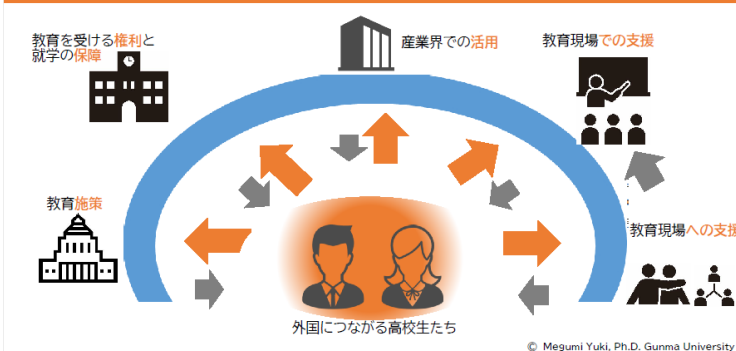 教育を受ける権利と
就学の保障
産業界での活用
教育現場での支援
教育施策
教育現場への支援
外国につながる高校生たち
© Megumi Yuki, Ph.D. Gunma University